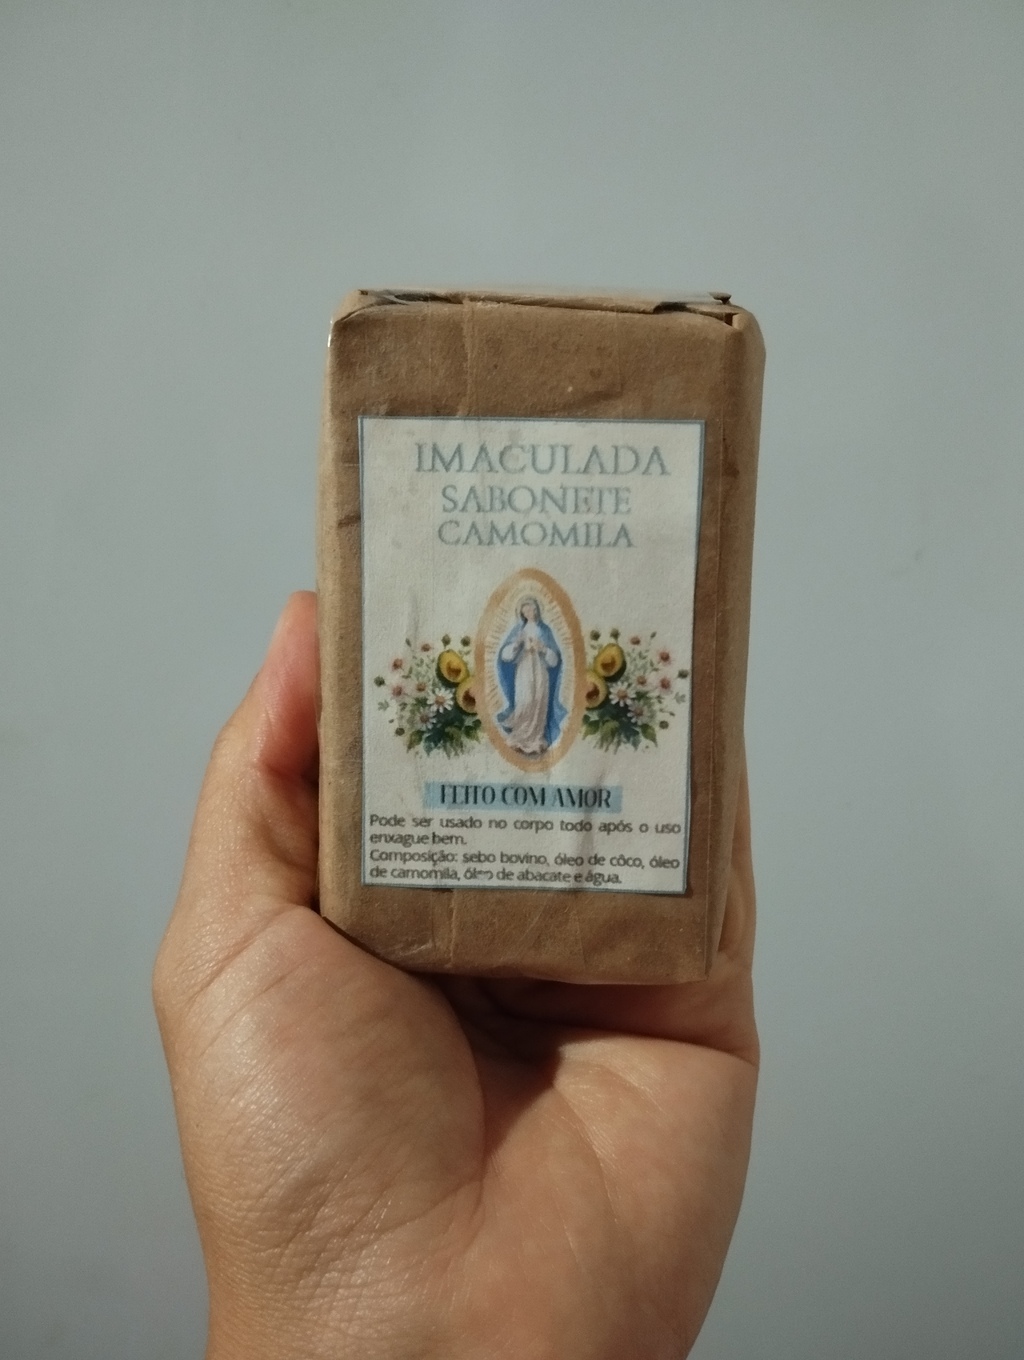 IMACULADA
SABONETE
CAMOMILA
FEITO COM AMOR
Pode ser usado no corpo todo após o uso
enxague bem.
Composição: sebo bovino, óleo de côco, óleo
de camomila, óleo de abacate e água.